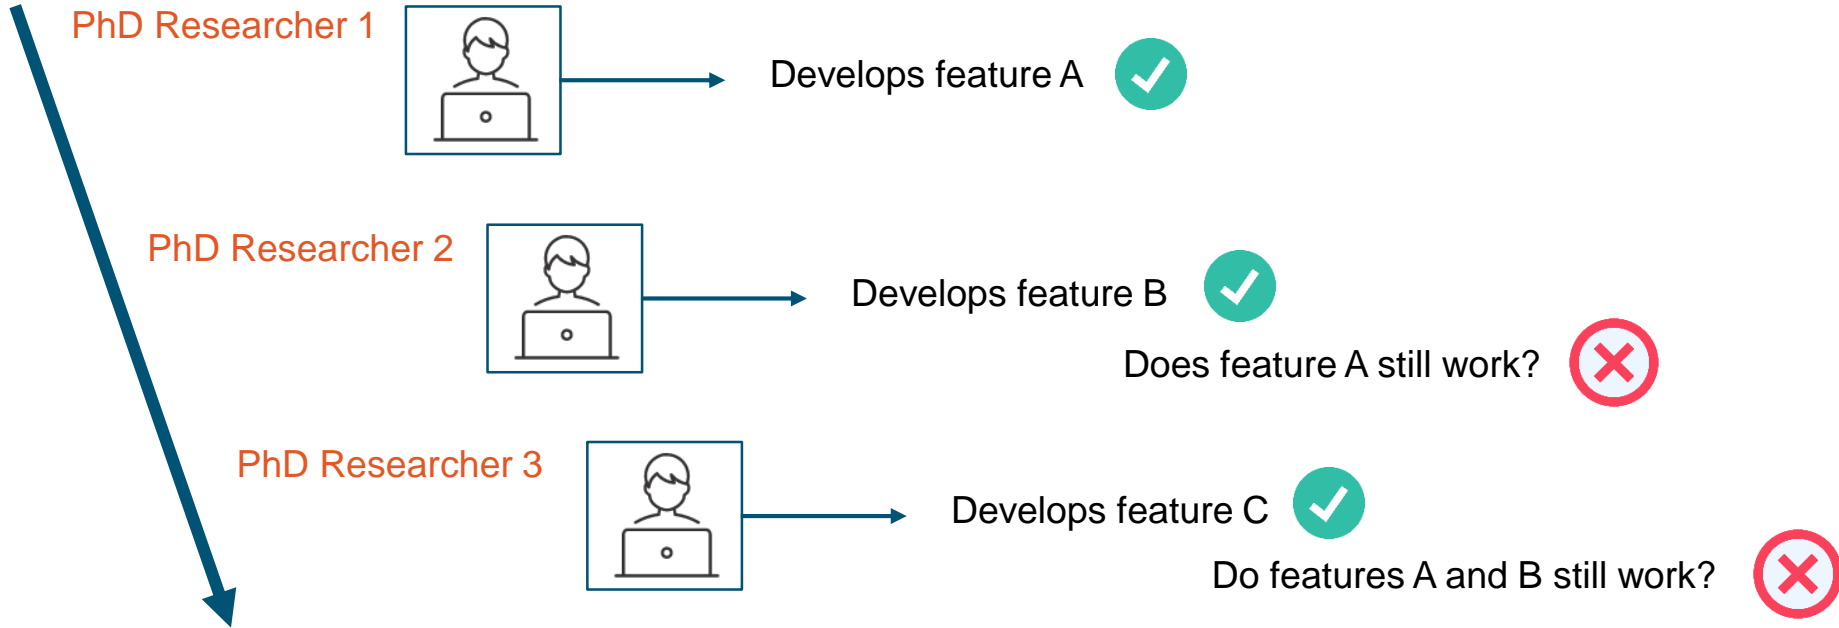 PhD Researcher 1
Develops feature A
PhD Researcher 2
Develops feature B
Does feature A still work?
PhD Researcher 3
Develops feature C
Do features A and B still work?